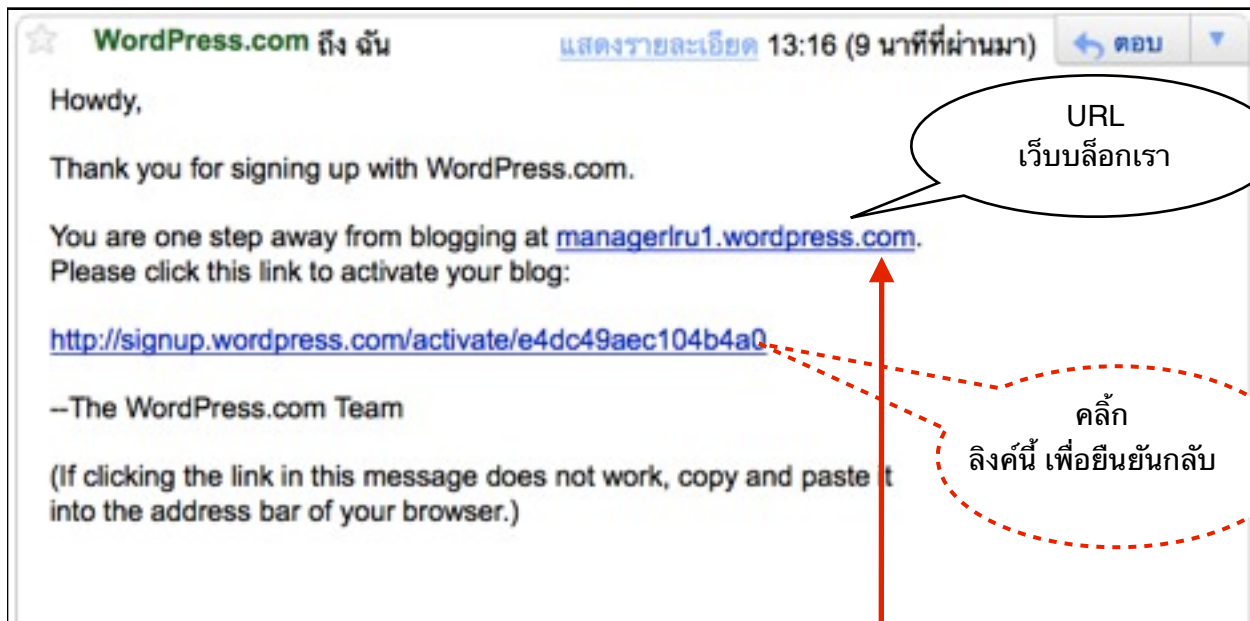 WordPress.com ถึง ฉัน แสดงรายละเอียด 13:16 (9 นาทีที่ผ่านมา) ตอบ
Howdy,
URL
เว็บบล็อกเรา
Thank you for signing up with WordPress.com.
You are one step away from blogging at managerlru1.wordpress.com.
Please click this link to activate your blog:
http://signup.wordpress.com/activate/e4dc49aec104b4a0
--The WordPress.com Team
คลิ้ก
ลิงค์นี้ เพื่อยืนยันกลับ
(If clicking the link in this message does not work, copy and paste it
into the address bar of your browser.)